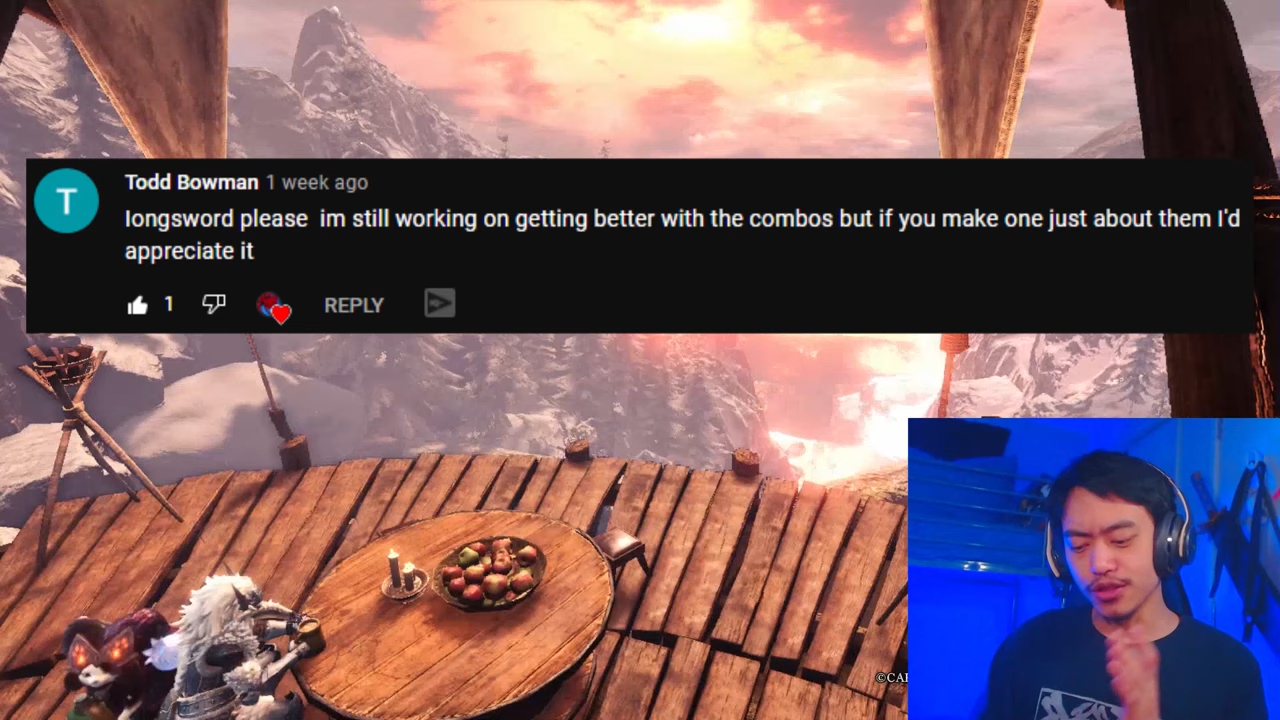 T
Todd Bowman 1 week ago
longsword please  im still working on getting better with the combos but if you make one just about them I'd
appreciate it
1
REPLY